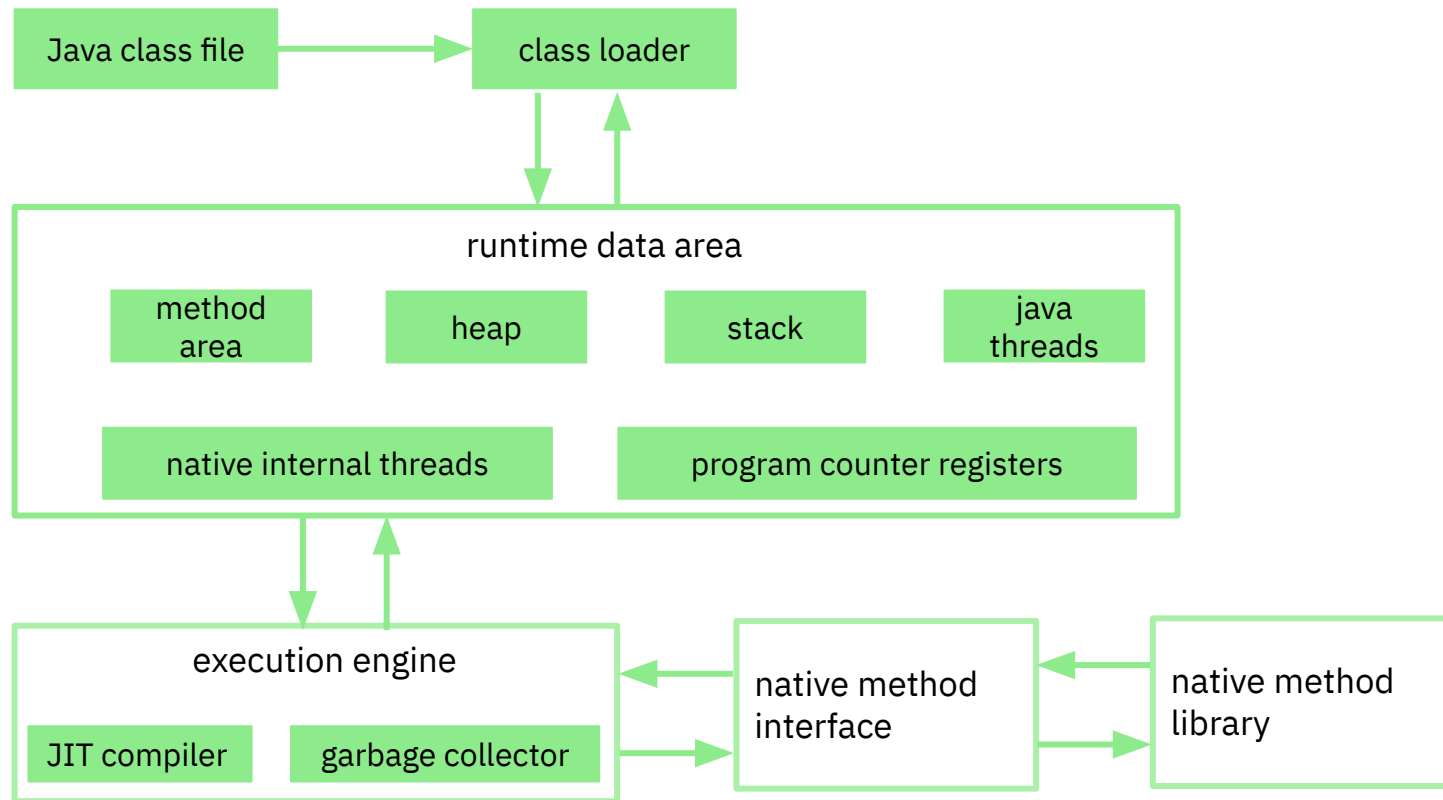 Java class file
class loader
runtime data area
method
area
heap
stack
java
threads
native internal threads
program counter registers
execution engine
JIT compiler
garbage collector
native method
interface
native method
library